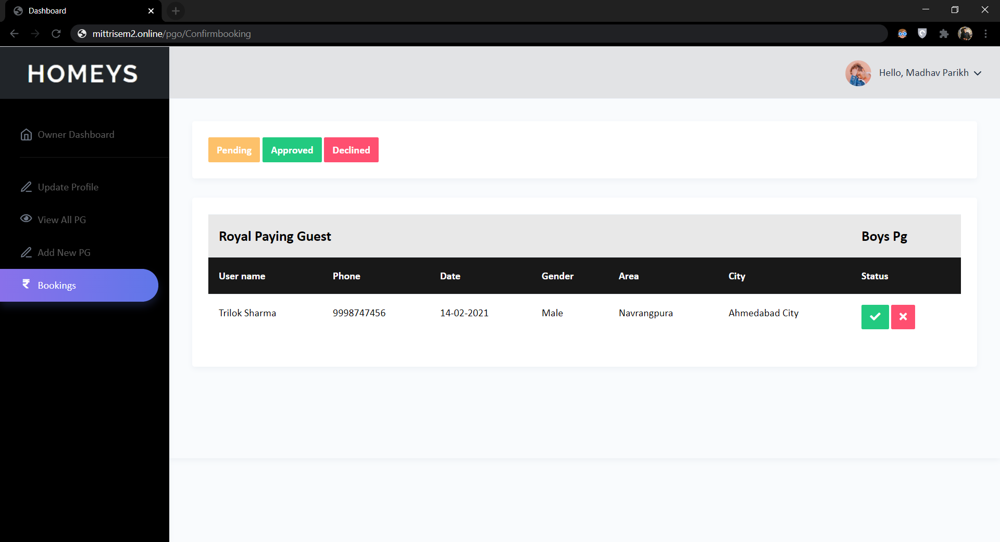 Dashboard
mittrisem2.online/pgo/Confirmbooking
HOMEYS
Hello, Madhav Parikh
Owner Dashboard
Update Profile
View All PG
Add New PG
₹ Bookings
Pending Approved Declined
Royal Paying Guest Boys Pg
User name Phone Date Gender Area City Status
Trilok Sharma 9998747456 14-02-2021 Male Navrangpura Ahmedabad City